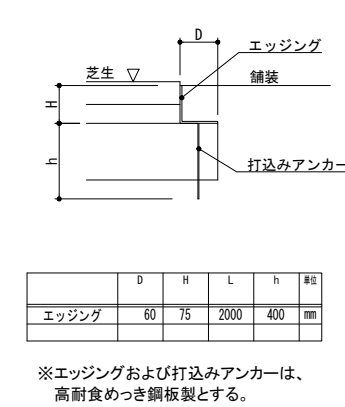 D
エッジング
芝生 ▽
舗装
H
h
打込みアンカー
D H L h 単位
エッジング 60 75 2000 400 mm
※エッジングおよび打込みアンカーは、
高耐食めっき鋼板製とする。